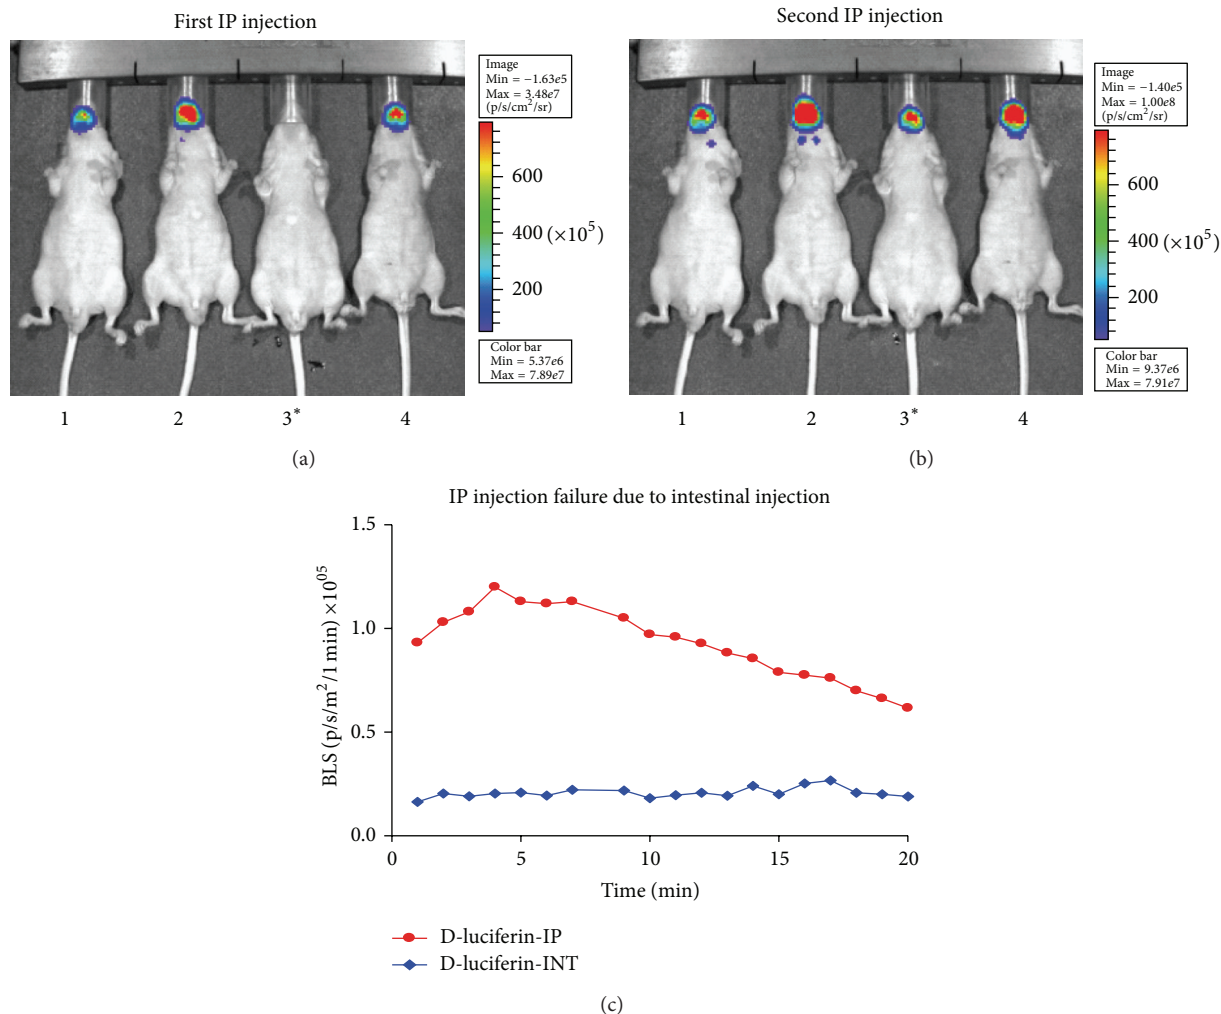 First IP injection
Image
Min = −1.63e5
Max = 3.48e7
(p/s/cm²/sr)
600
400 (×10⁵)
200
Color bar
Min = 5.37e6
Max = 7.89e7
1 2 3* 4
(a)
Second IP injection
Image
Min = −1.40e5
Max = 1.00e8
(p/s/cm²/sr)
600
400 (×10⁵)
200
Color bar
Min = 9.37e6
Max = 7.91e7
1 2 3* 4
(b)
IP injection failure due to intestinal injection
BLS (p/s/m²/1 min) ×10⁰⁵
1.5
1.0
0.5
0.0
0 5 10 15 20
Time (min)
D-luciferin-IP
D-luciferin-INT
(c)